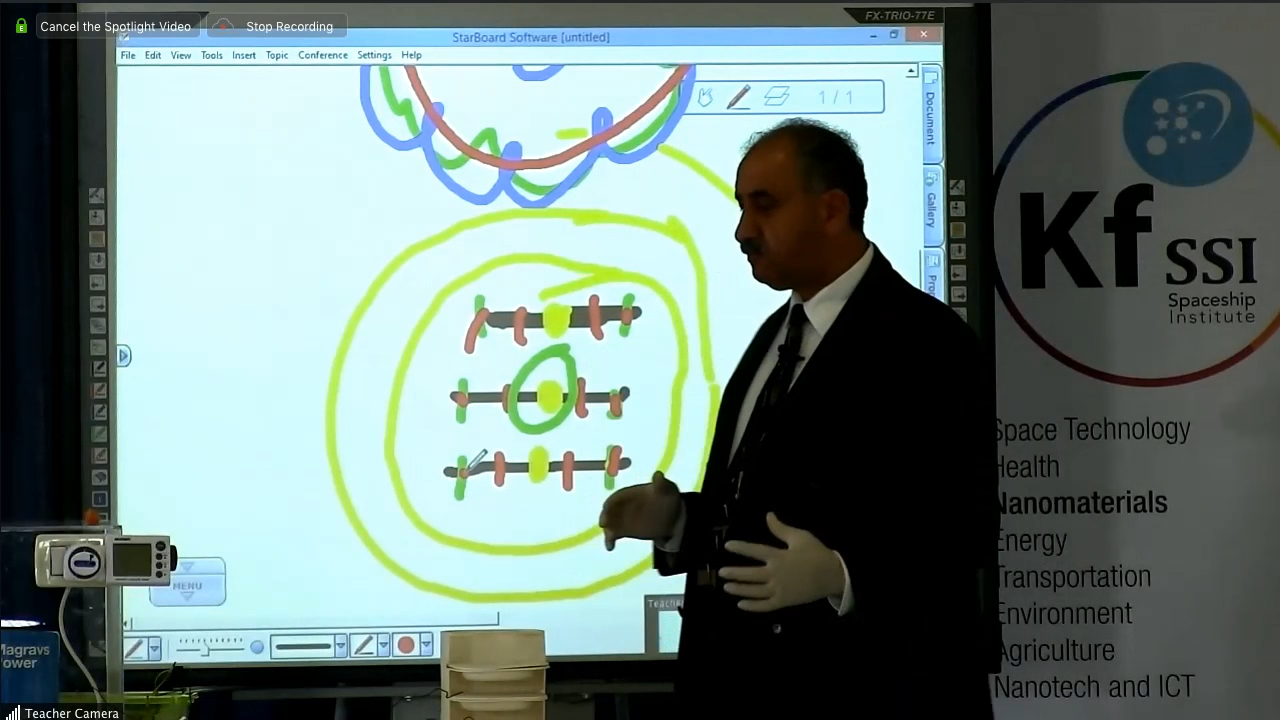 Cancel the Spotlight Video
Stop Recording
FX-TRIO-77E
StarBoard Software [untitled]
File Edit View Tools Insert Topic Conference Settings Help
1 / 1
Document
Gallery
Kf
SSI
Spaceship
Institute
Space Technology
Health
Nanomaterials
Energy
Transportation
Environment
Agriculture
Nanotech and ICT
MENU
Magravs
Power
Teacher Camera